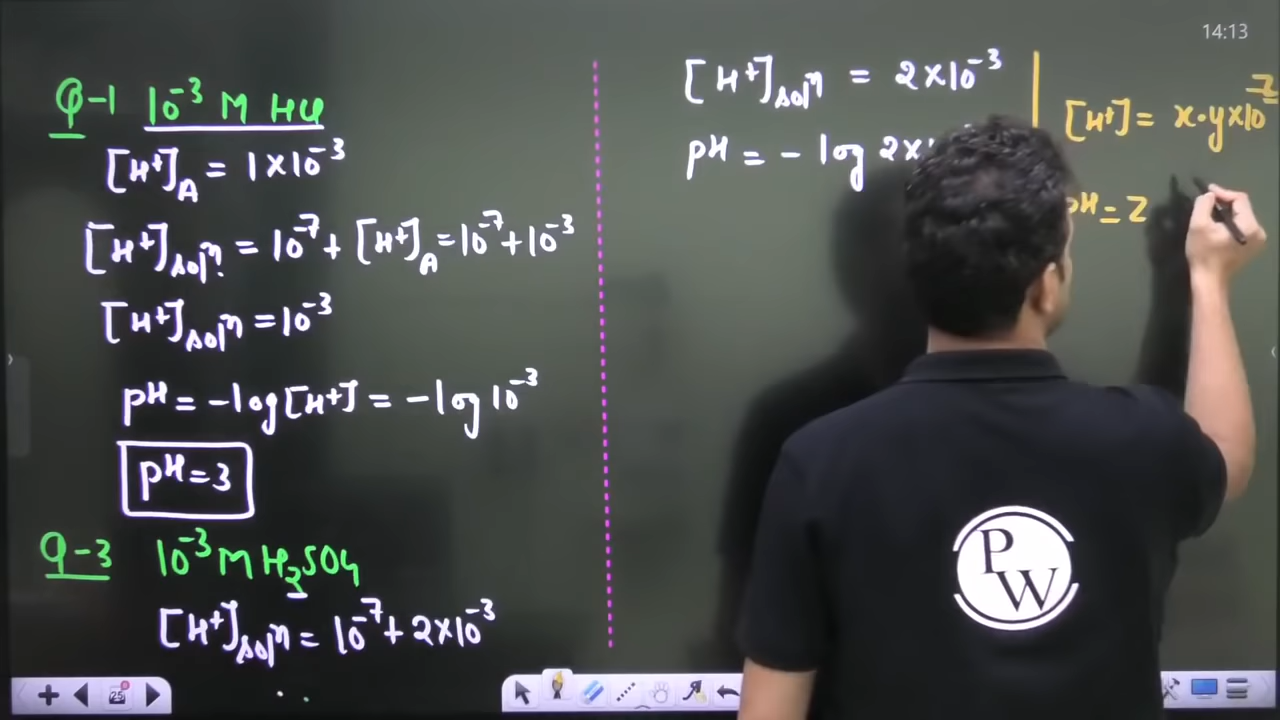 14:13
Q-1 10⁻³ M HCl
[H⁺]A = 1×10⁻³
[H⁺]solⁿ = 10⁻⁷ + [H⁺]A = 10⁻⁷ + 10⁻³
[H⁺]solⁿ = 10⁻³
pH = -log[H⁺] = -log 10⁻³
pH = 3
Q-3 10⁻³ M H₂SO₄
[H⁺]solⁿ = 10⁻⁷ + 2×10⁻³
[H⁺]solⁿ = 2×10⁻³
pH = - log 2×
[H⁺] = x·y×10⁻ᶻ
pH = Z
PW
25